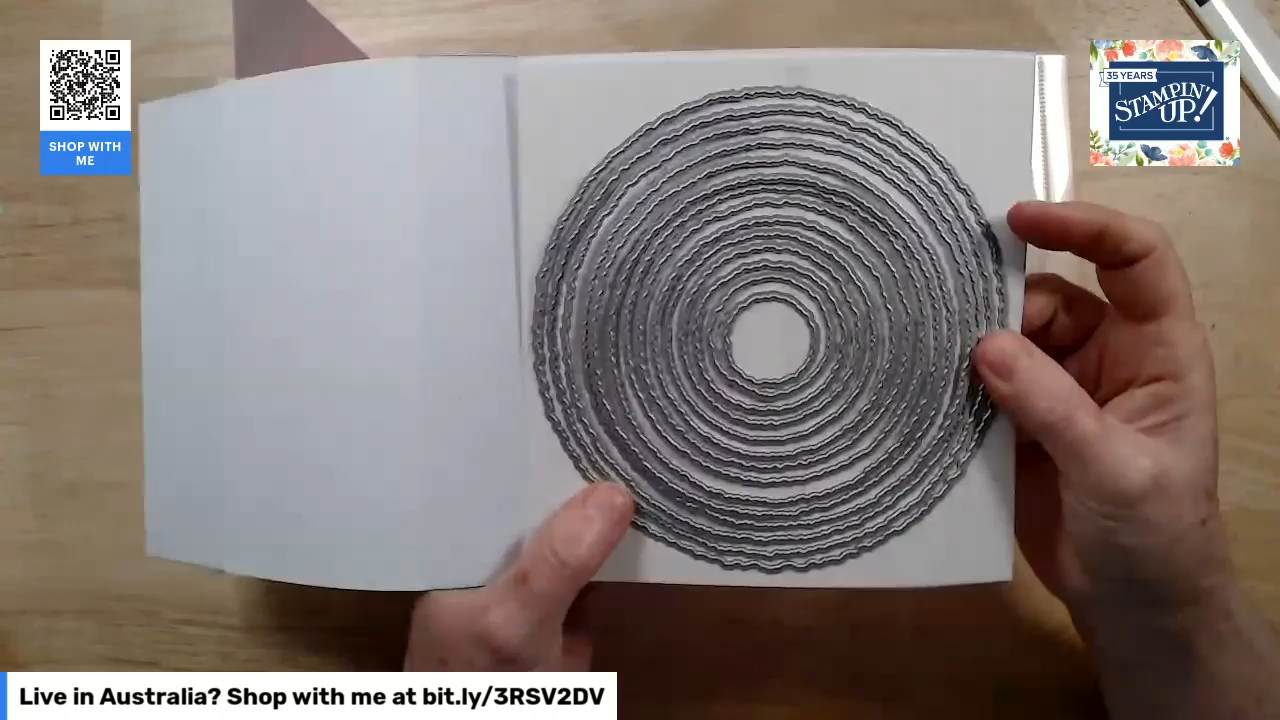 SHOP WITH
ME
35 YEARS
STAMPIN'
UP!
Live in Australia? Shop with me at bit.ly/3RSV2DV